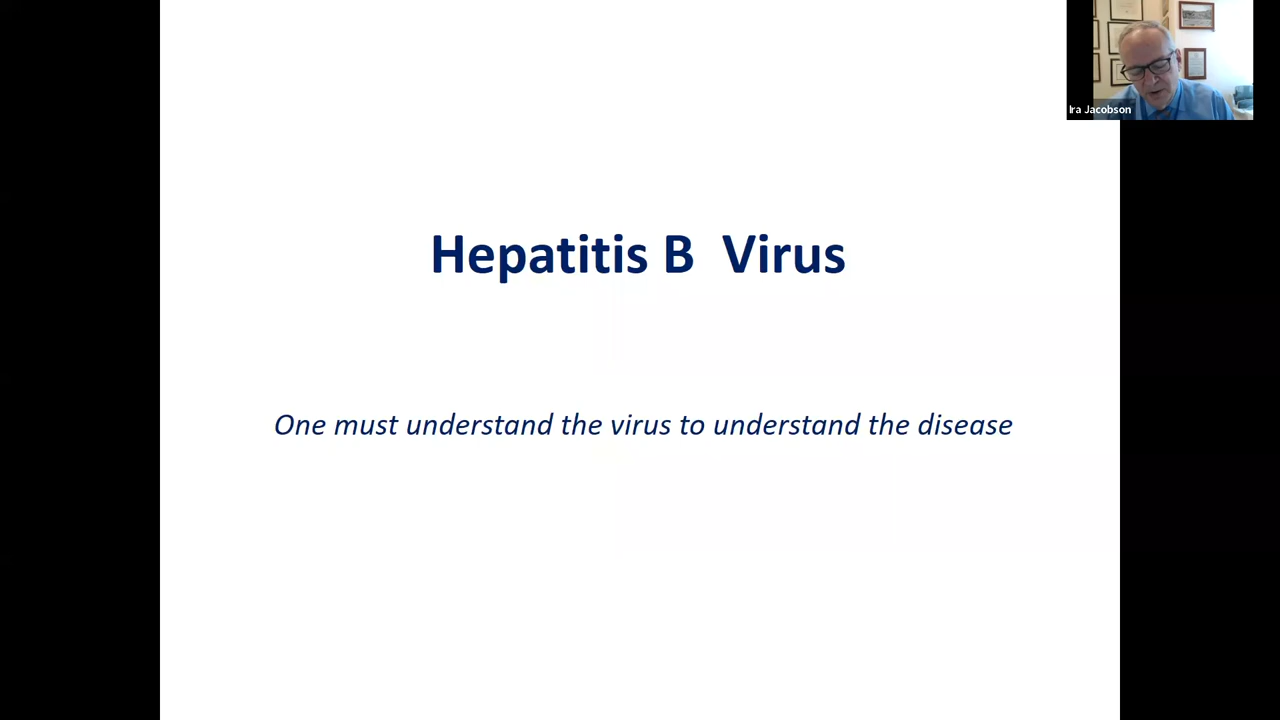 Ira Jacobson
Hepatitis B  Virus
One must understand the virus to understand the disease